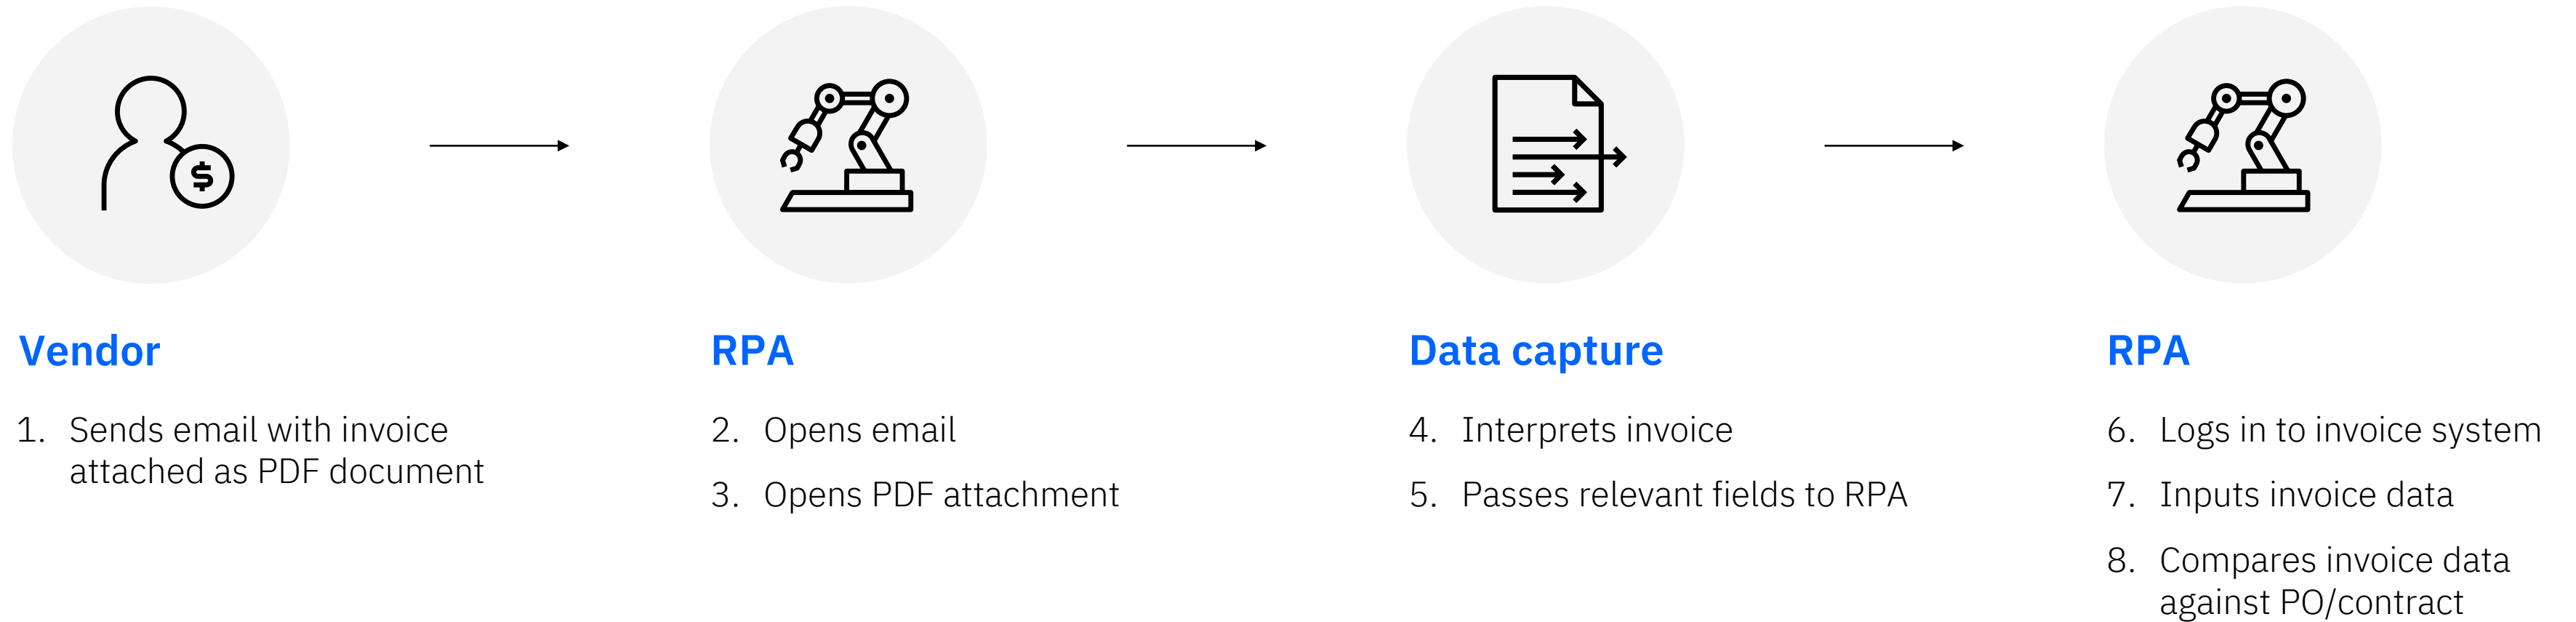 $
Vendor
1. Sends email with invoice
attached as PDF document
RPA
2. Opens email
3. Opens PDF attachment
Data capture
4. Interprets invoice
5. Passes relevant fields to RPA
RPA
6. Logs in to invoice system
7. Inputs invoice data
8. Compares invoice data
against PO/contract